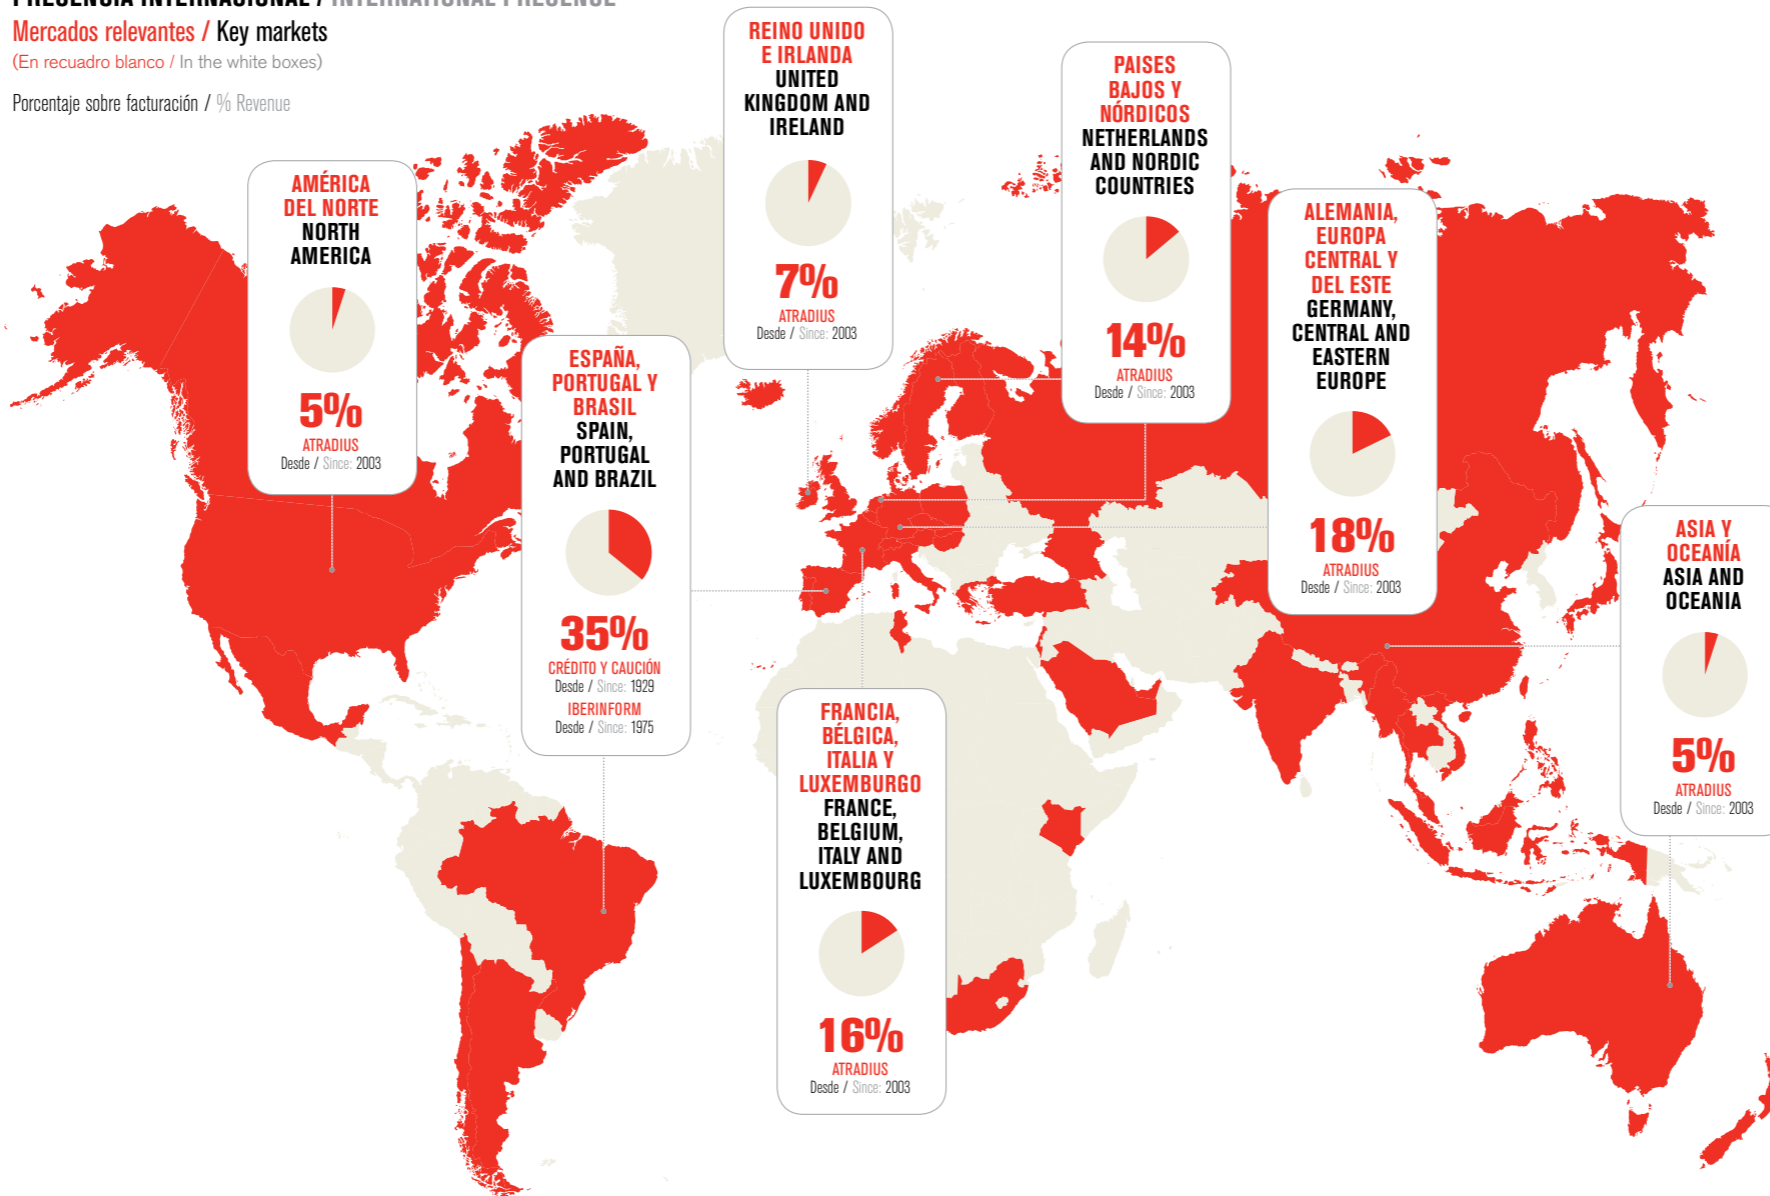 PRESENCIA INTERNACIONAL / INTERNATIONAL PRESENCE
Mercados relevantes / Key markets
(En recuadro blanco / In the white boxes)
Porcentaje sobre facturación / % Revenue
AMÉRICA
DEL NORTE
NORTH
AMERICA
5%
ATRADIUS
Desde / Since: 2003
ESPAÑA,
PORTUGAL Y
BRASIL
SPAIN,
PORTUGAL
AND BRAZIL
35%
CRÉDITO Y CAUCIÓN
Desde / Since: 1929
IBERINFORM
Desde / Since: 1975
REINO UNIDO
E IRLANDA
UNITED
KINGDOM AND
IRELAND
7%
ATRADIUS
Desde / Since: 2003
FRANCIA,
BÉLGICA,
ITALIA Y
LUXEMBURGO
FRANCE,
BELGIUM,
ITALY AND
LUXEMBOURG
16%
ATRADIUS
Desde / Since: 2003
PAISES
BAJOS Y
NÓRDICOS
NETHERLANDS
AND NORDIC
COUNTRIES
14%
ATRADIUS
Desde / Since: 2003
ALEMANIA,
EUROPA
CENTRAL Y
DEL ESTE
GERMANY,
CENTRAL AND
EASTERN
EUROPE
18%
ATRADIUS
Desde / Since: 2003
ASIA Y
OCEANÍA
ASIA AND
OCEANIA
5%
ATRADIUS
Desde / Since: 2003